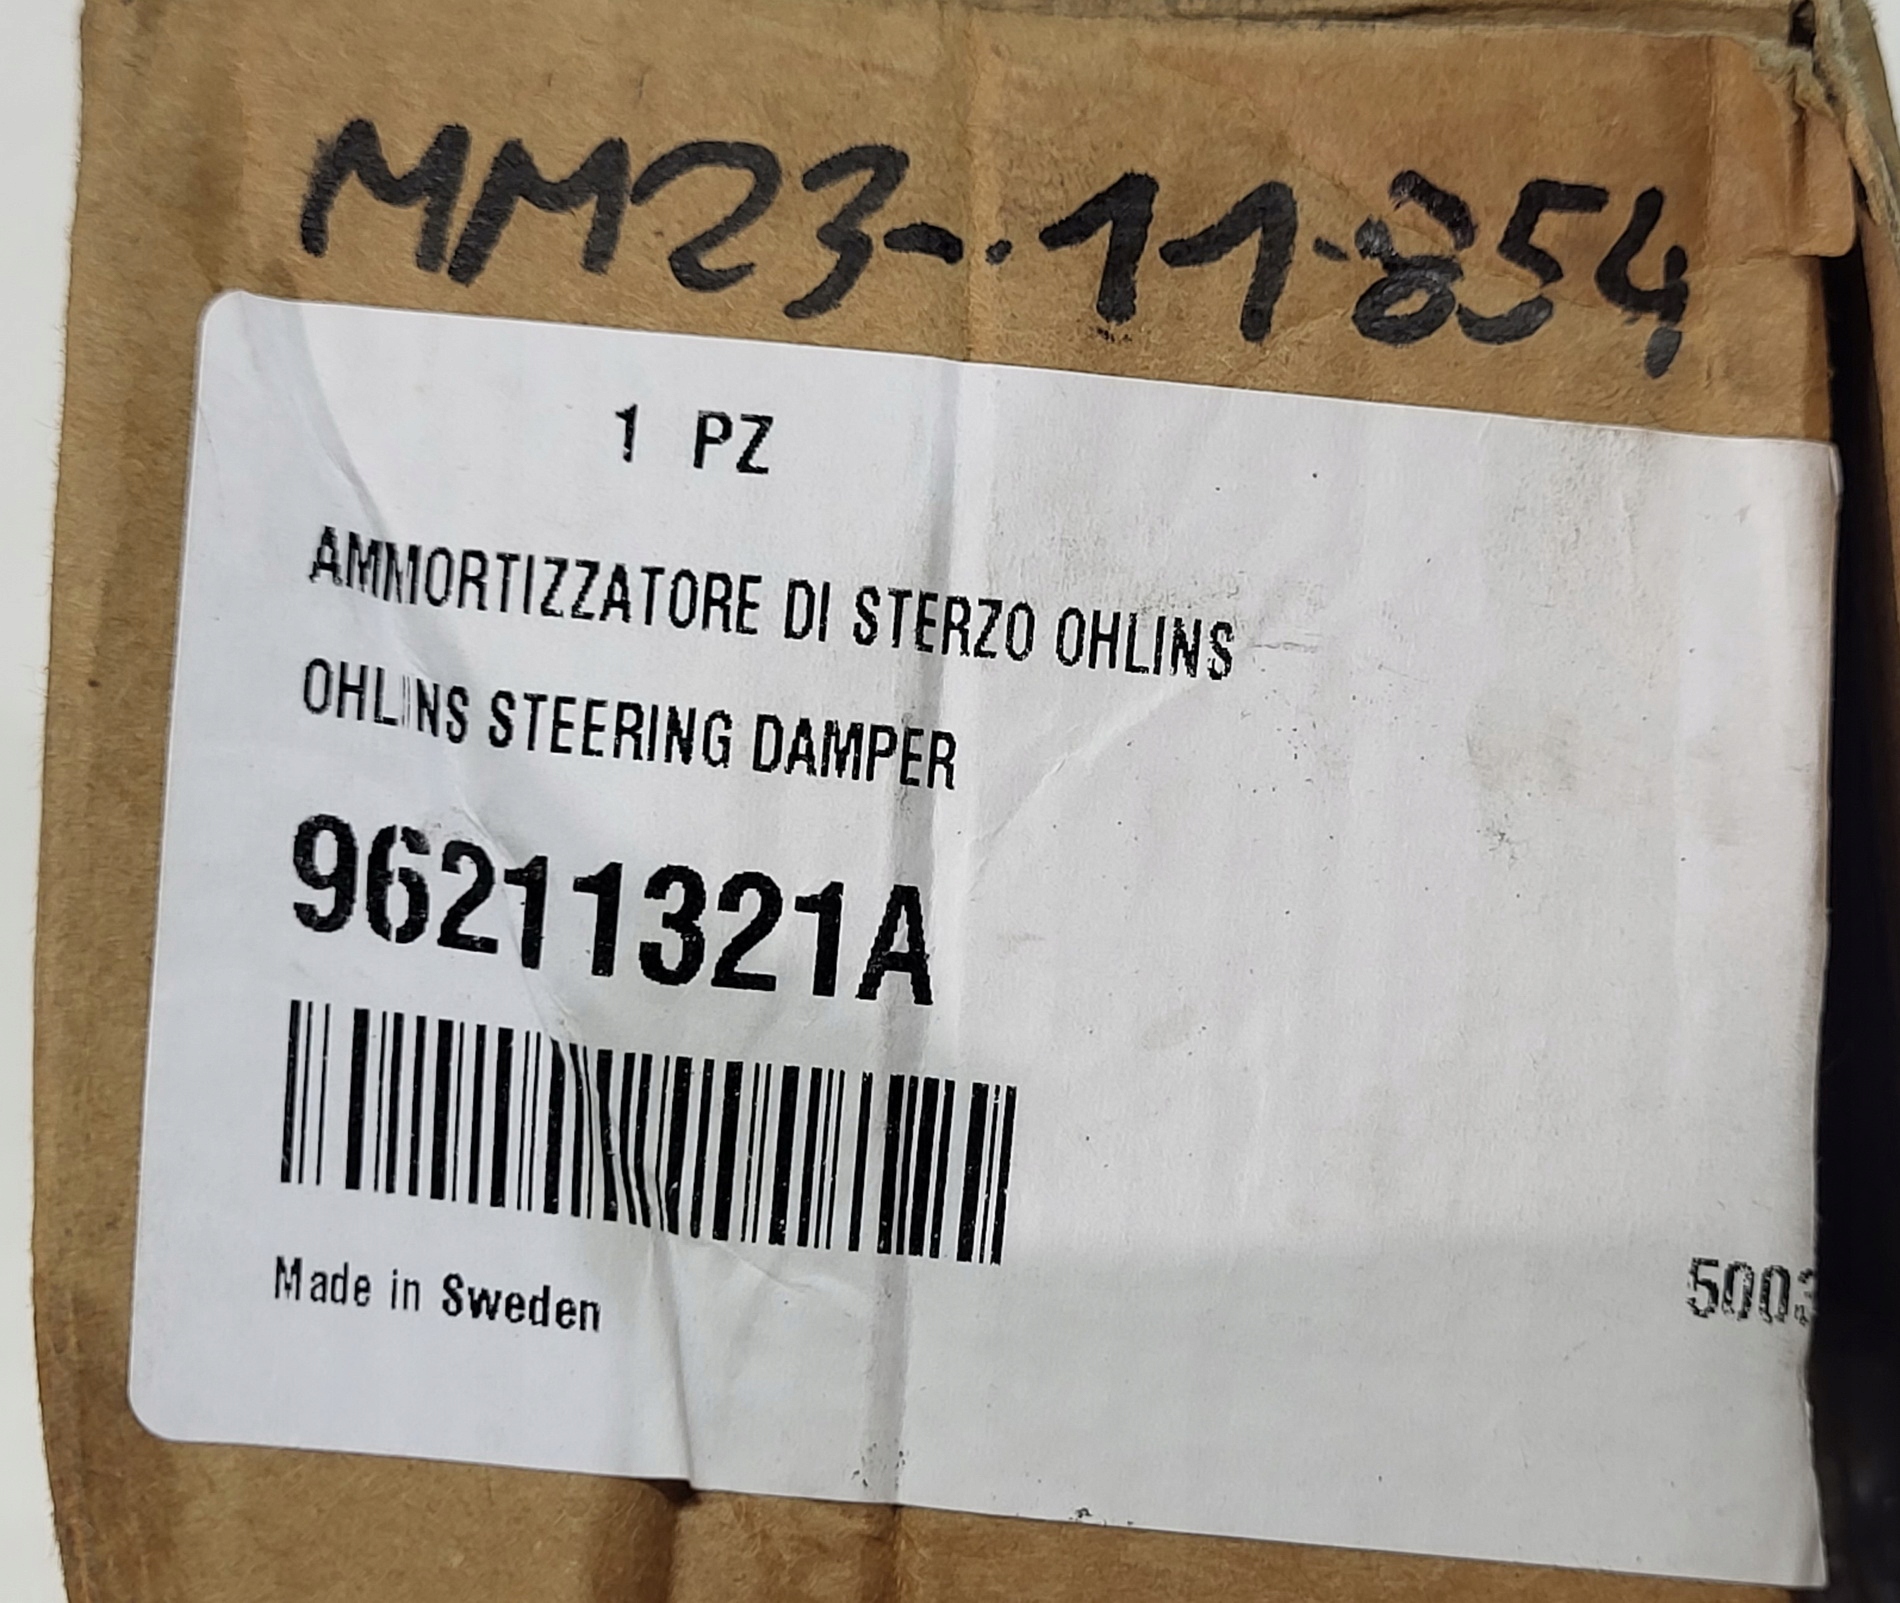 MM23-.11-854
1 PZ
AMMORTIZZATORE DI STERZO OHLINS
OHLINS STEERING DAMPER
96211321A
Made in Sweden